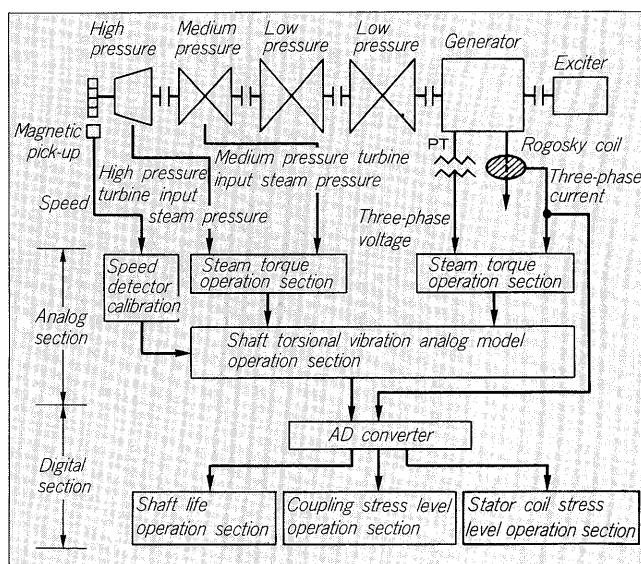 High
pressure
Medium
pressure
Low
pressure
Low
pressure
Generator
Exciter
Magnetic
pick-up
PT
Rogosky coil
High pressure
turbine input
steam pressure
Medium pressure turbine
input steam pressure
Three-phase
current
Speed
Three-phase
voltage
Analog
section
Speed
detector
calibration
Steam torque
operation section
Steam torque
operation section
Shaft torsional vibration analog model
operation section
Digital
section
AD converter
Shaft life
operation section
Coupling stress level
operation section
Stator coil stress
level operation section